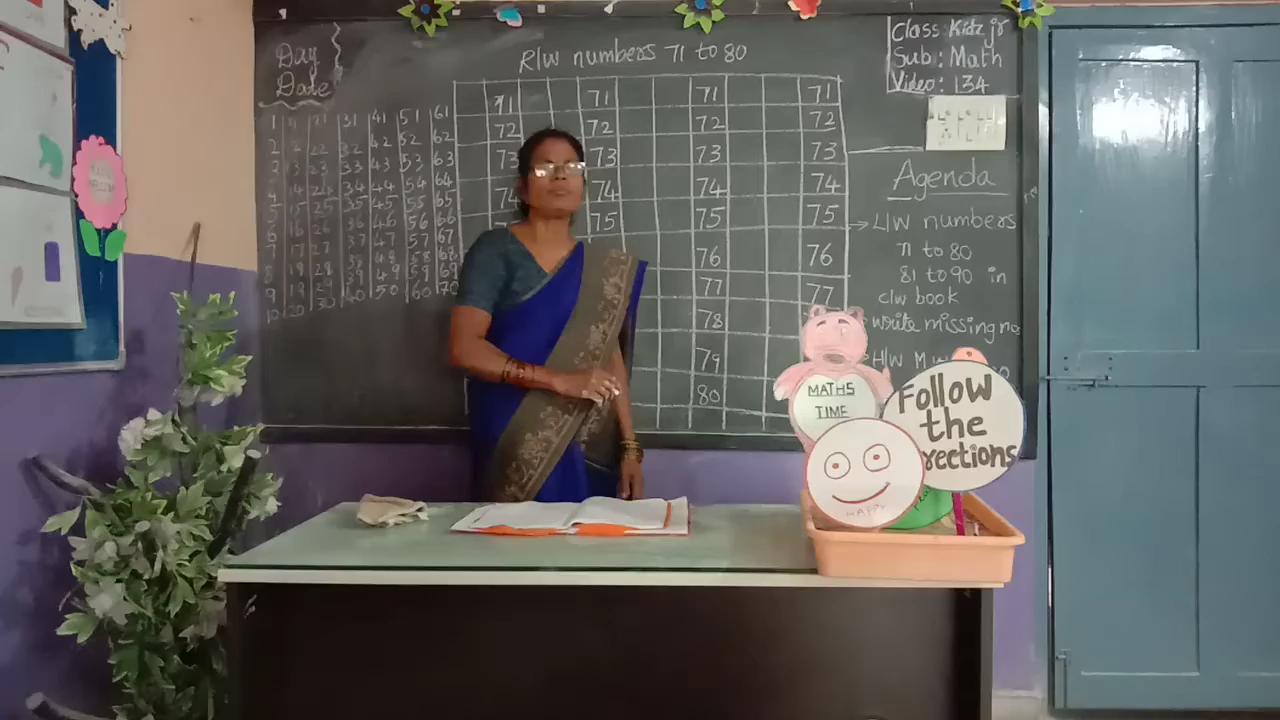 Day
Date
R/w numbers 71 to 80
Class: Kidz jr
Sub: Math
Video: 134
1 21 31 41 51 61
2 12 22 32 42 52 62
3 13 23 33 43 53 63
4 14 24 34 44 54 64
5 15 25 35 45 55 65
6 16 26 36 46 56 66
7 17 27 37 47 57 67
8 18 28 38 48 58 68
9 19 29 39 49 59 69
10 20 30 40 50 60 70
71 71 71 71
72 72 72 72
73 73 73 73
74 74 74 74
75 75 75
76 76
77 77
78
79
80
Agenda
→ L/W numbers
71 to 80
81 to 90 in
c/w book
write missing no
H/W
MATHS
TIME
Follow
the
HAPPY